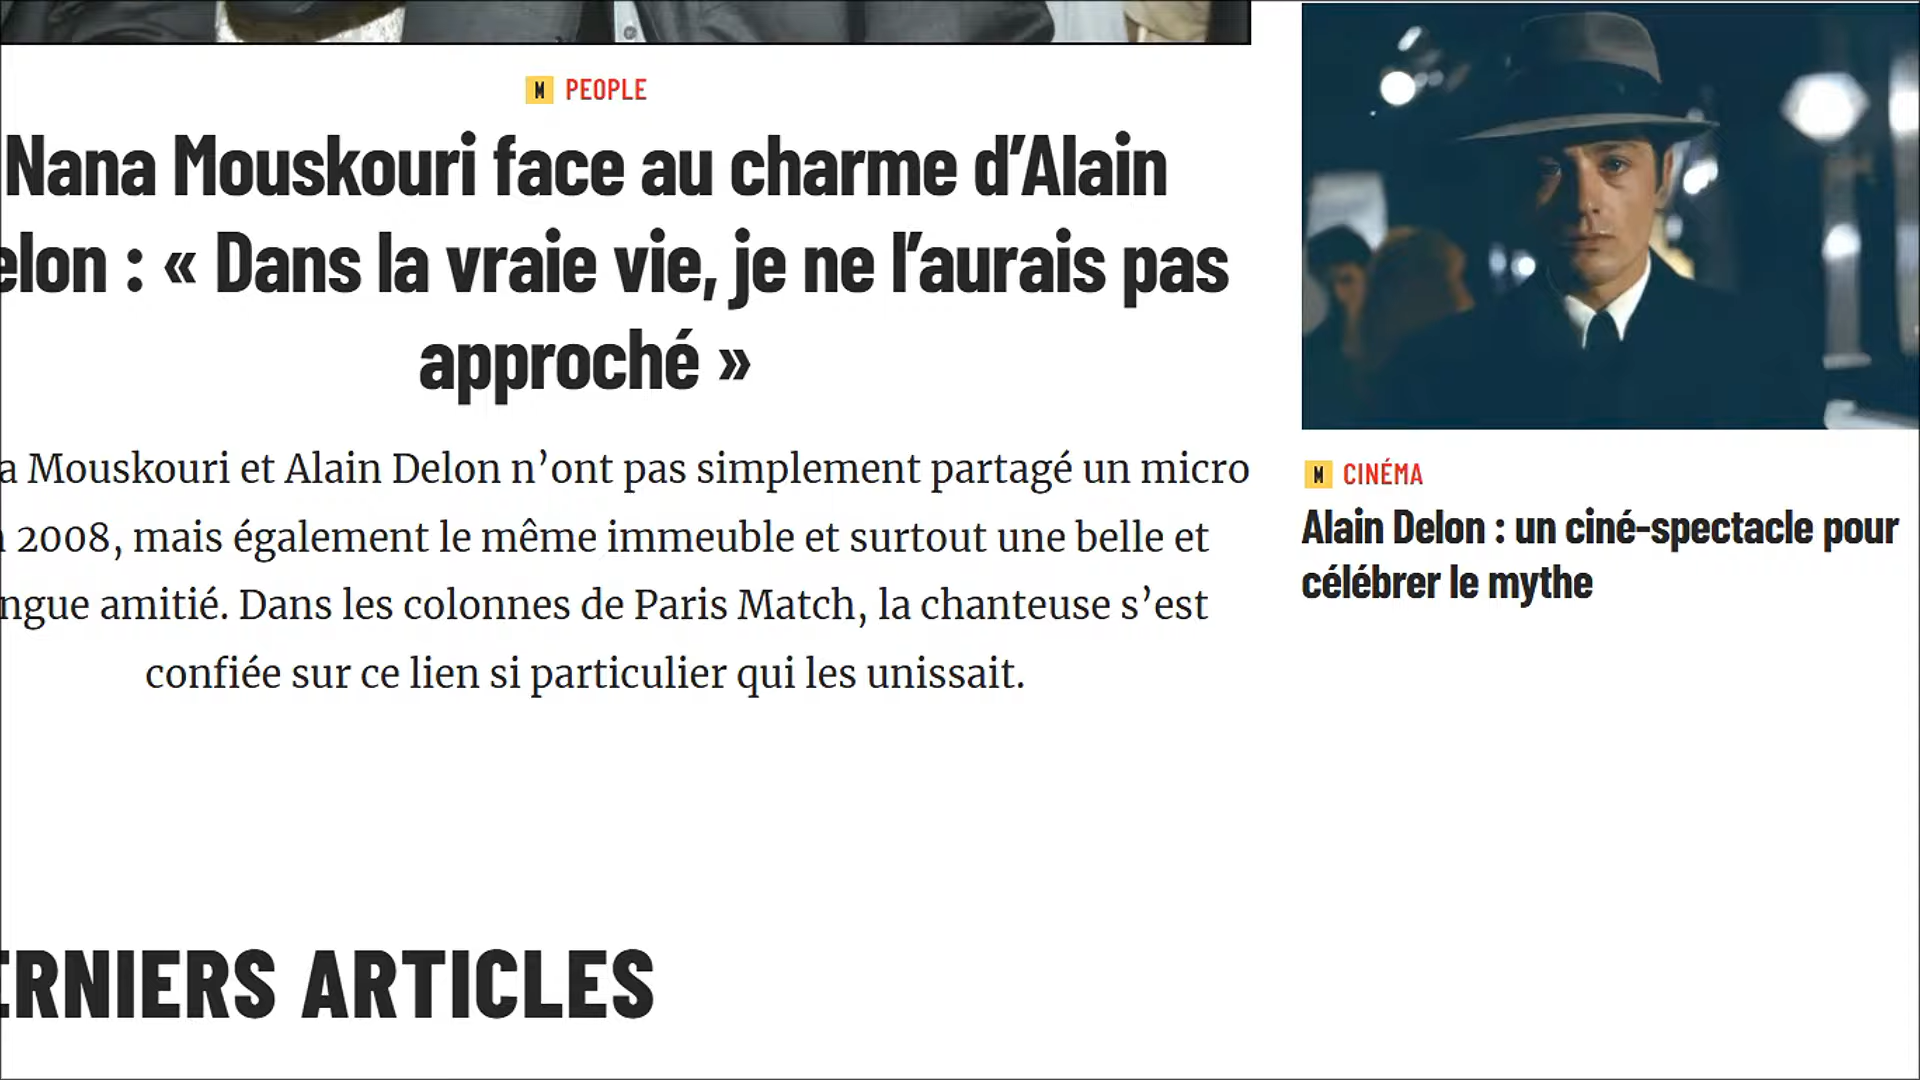 M PEOPLE
Nana Mouskouri face au charme d’Alain
elon : « Dans la vraie vie, je ne l’aurais pas
approché »
a Mouskouri et Alain Delon n’ont pas simplement partagé un micro
2008, mais également le même immeuble et surtout une belle et
ngue amitié. Dans les colonnes de Paris Match, la chanteuse s’est
confiée sur ce lien si particulier qui les unissait.
M CINÉMA
Alain Delon : un ciné-spectacle pour
célébrer le mythe
ERNIERS ARTICLES